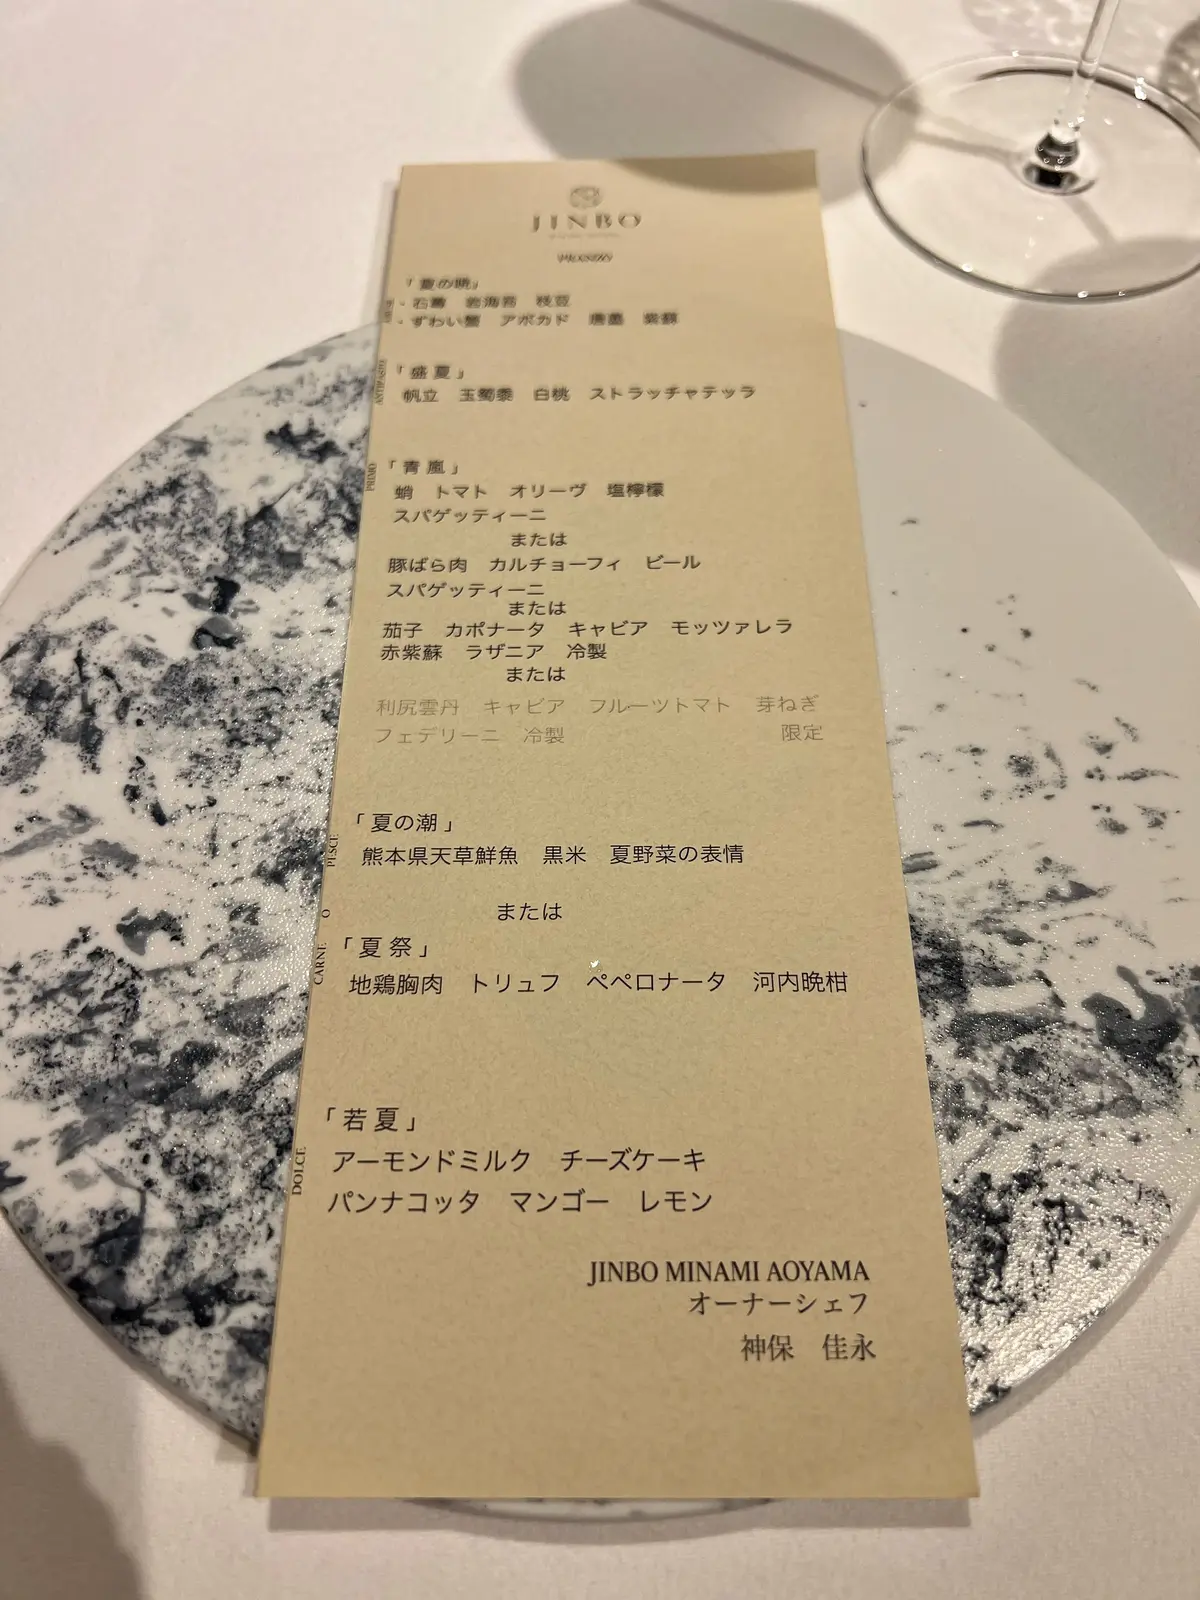 JINBO
PRANZO
「夏の暁」
・石蓴　岩海苔　枝豆
・ずわい蟹　アボカド　唐墨　紫蘇
ANTIPASTO
「盛夏」
帆立　玉蜀黍　白桃　ストラッチャテッラ
PRIMO
「青嵐」
蛸　トマト　オリーヴ　塩檸檬
スパゲッティーニ
または
豚ばら肉　カルチョーフィ　ビール
スパゲッティーニ
または
茄子　カポナータ　キャビア　モッツァレラ
赤紫蘇　ラザニア　冷製
または
利尻雲丹　キャビア　フルーツトマト　芽ねぎ
フェデリーニ　冷製　限定
PESCE
「夏の潮」
熊本県天草鮮魚　黒米　夏野菜の表情
O
または
CARNE
「夏祭」
地鶏胸肉　トリュフ　ペペロナータ　河内晩柑
DOLCE
「若夏」
アーモンドミルク　チーズケーキ
パンナコッタ　マンゴー　レモン
JINBO MINAMI AOYAMA
オーナーシェフ
神保　佳永